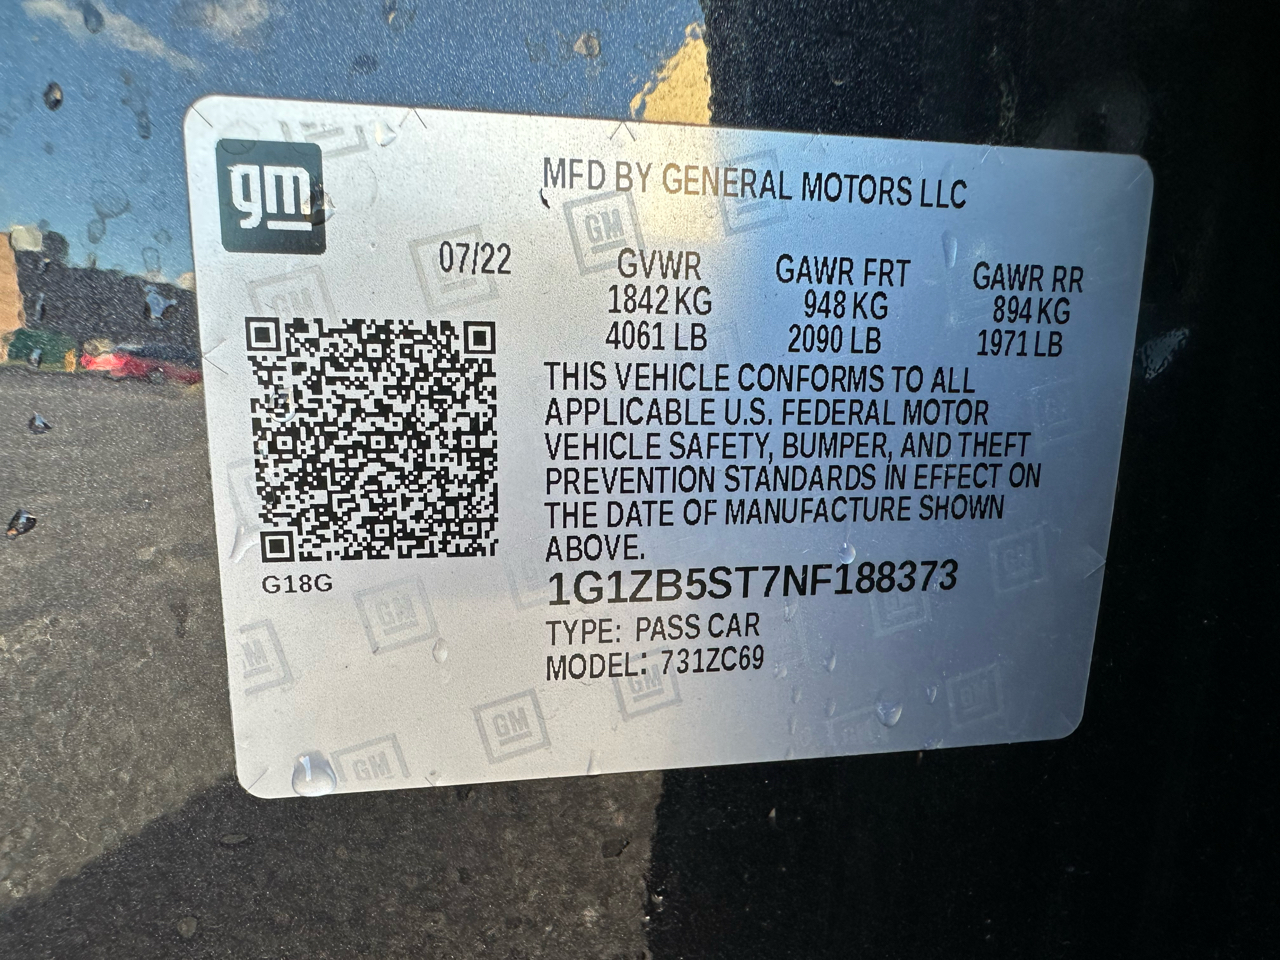 gm
MFD BY GENERAL MOTORS LLC
07/22
GVWR GAWR FRT GAWR RR
1842 KG 948 KG 894 KG
4061 LB 2090 LB 1971 LB
THIS VEHICLE CONFORMS TO ALL
APPLICABLE U.S. FEDERAL MOTOR
VEHICLE SAFETY, BUMPER, AND THEFT
PREVENTION STANDARDS IN EFFECT ON
THE DATE OF MANUFACTURE SHOWN
ABOVE.
G18G
1G1ZB5ST7NF188373
TYPE: PASS CAR
MODEL: 731ZC69